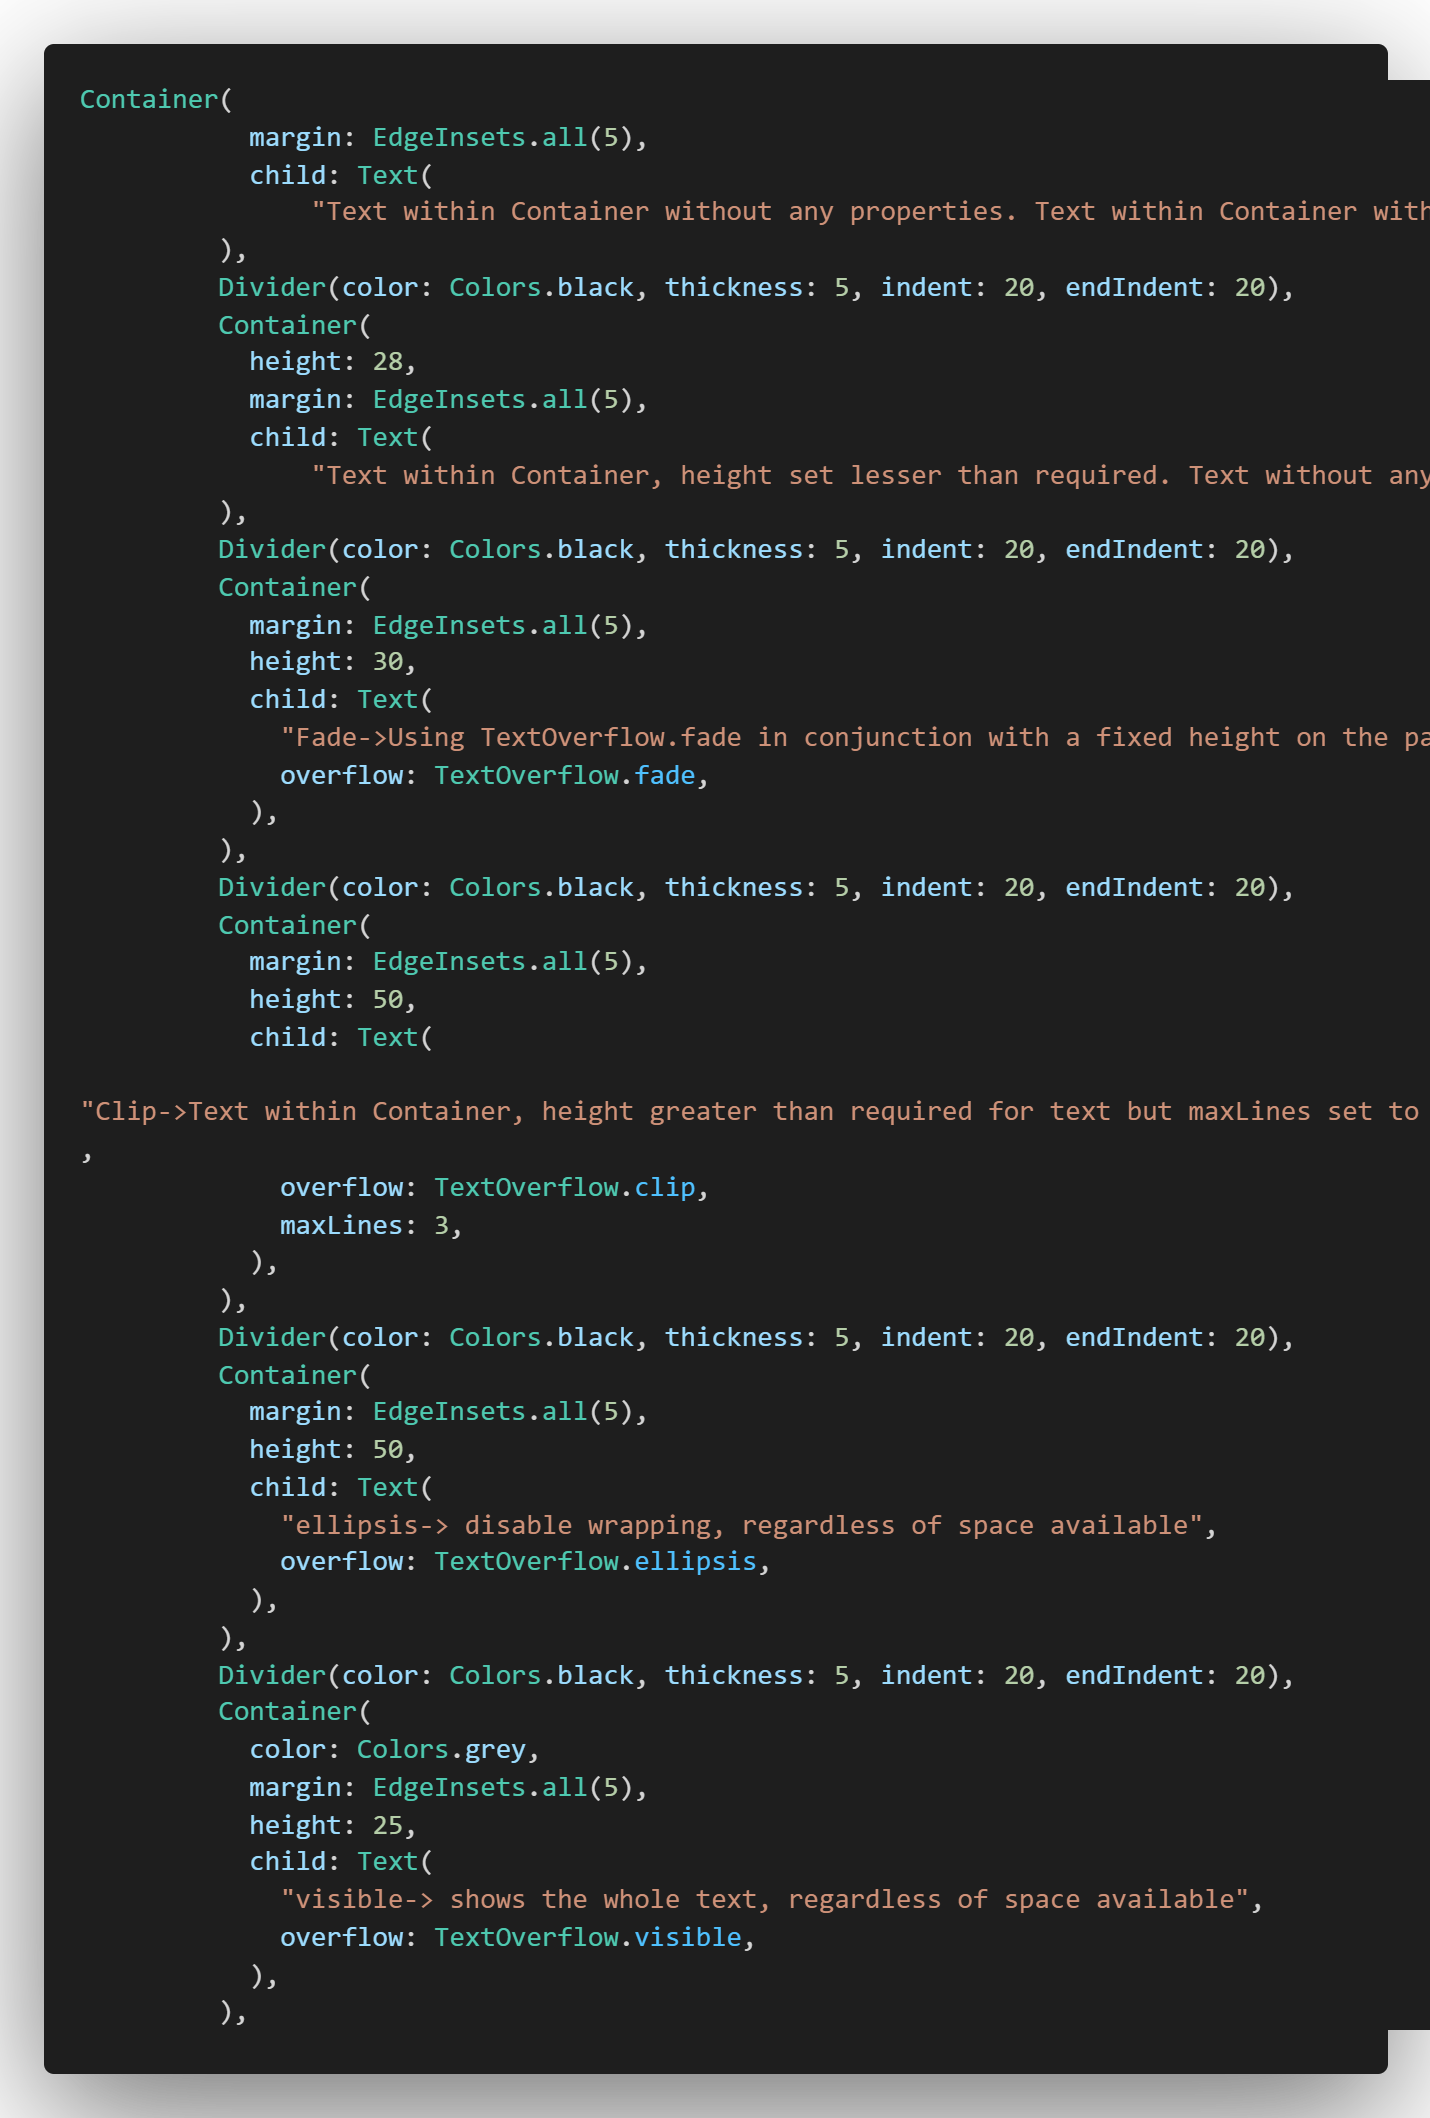 Container(
            margin: EdgeInsets.all(5),
            child: Text(
                "Text within Container without any properties. Text within Container
          ),
          Divider(color: Colors.black, thickness: 5, indent: 20, endIndent: 20),
          Container(
            height: 28,
            margin: EdgeInsets.all(5),
            child: Text(
                "Text within Container, height set lesser than required. Text without any
          ),
          Divider(color: Colors.black, thickness: 5, indent: 20, endIndent: 20),
          Container(
            margin: EdgeInsets.all(5),
            height: 30,
            child: Text(
              "Fade->Using TextOverflow.fade in conjunction with a fixed height on the
              overflow: TextOverflow.fade,
            ),
          ),
          Divider(color: Colors.black, thickness: 5, indent: 20, endIndent: 20),
          Container(
            margin: EdgeInsets.all(5),
            height: 50,
            child: Text(

"Clip->Text within Container, height greater than required for text but maxLines set to
,
              overflow: TextOverflow.clip,
              maxLines: 3,
            ),
          ),
          Divider(color: Colors.black, thickness: 5, indent: 20, endIndent: 20),
          Container(
            margin: EdgeInsets.all(5),
            height: 50,
            child: Text(
              "ellipsis-> disable wrapping, regardless of space available",
              overflow: TextOverflow.ellipsis,
            ),
          ),
          Divider(color: Colors.black, thickness: 5, indent: 20, endIndent: 20),
          Container(
            color: Colors.grey,
            margin: EdgeInsets.all(5),
            height: 25,
            child: Text(
              "visible-> shows the whole text, regardless of space available",
              overflow: TextOverflow.visible,
            ),
          ),